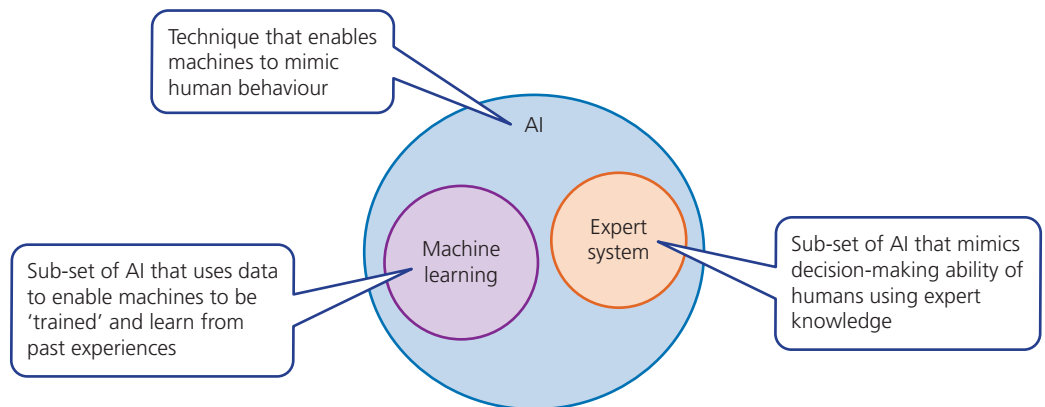 Technique that enables
machines to mimic
human behaviour
AI
Machine
learning
Expert
system
Sub-set of AI that uses data
to enable machines to be
‘trained’ and learn from
past experiences
Sub-set of AI that mimics
decision-making ability of
humans using expert
knowledge